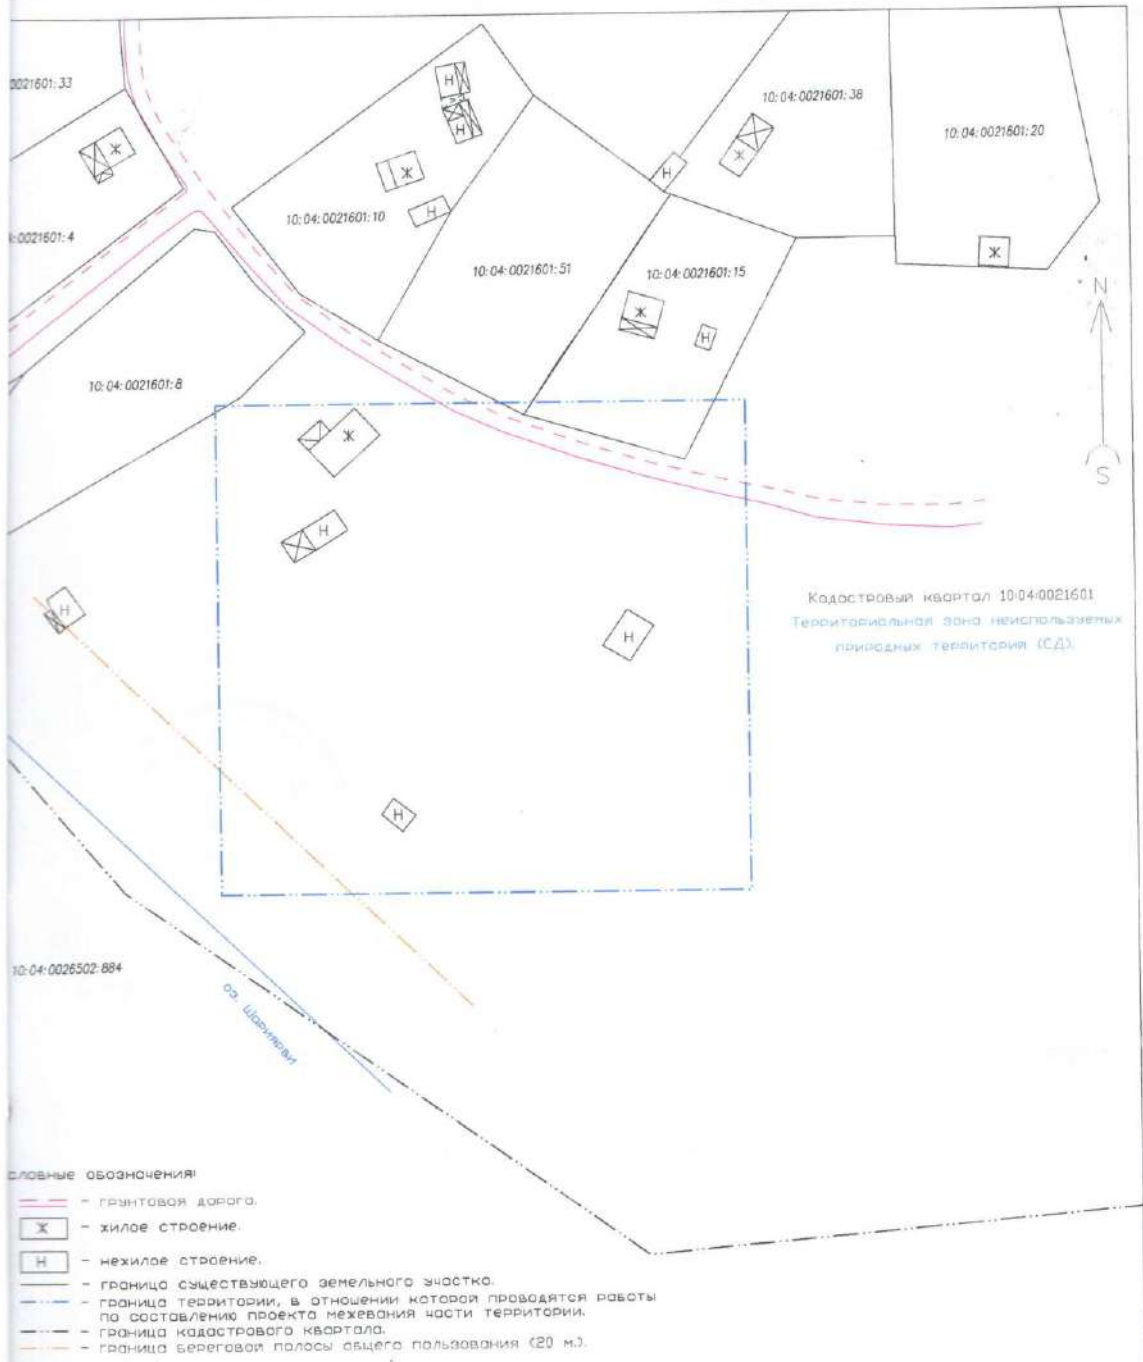 0021601:33
10:04:0021601:38
10:04:0021601:20
Н
Н
Ж
Ж
Ж
Н
Н
:0021601:4
10:04:0021601:10
10:04:0021601:51
10:04:0021601:15
Ж
N
Ж
Н
10:04:0021601:8
Ж
S
Н
Н
Н
Кадастровый квартал 10:04:0021601
Территориальная зона неиспользуемых
природных территорий (СД).
Н
10:04:0026502:884
оз. Шариярви
словные обозначения:
- грунтовая дорога.
Ж - жилое строение.
Н - нежилое строение.
- граница существующего земельного участка.
- граница территории, в отношении которой проводятся работы
по составлению проекта межевания части территории.
- граница кадастрового квартала.
- граница береговой полосы общего пользования (20 м.).